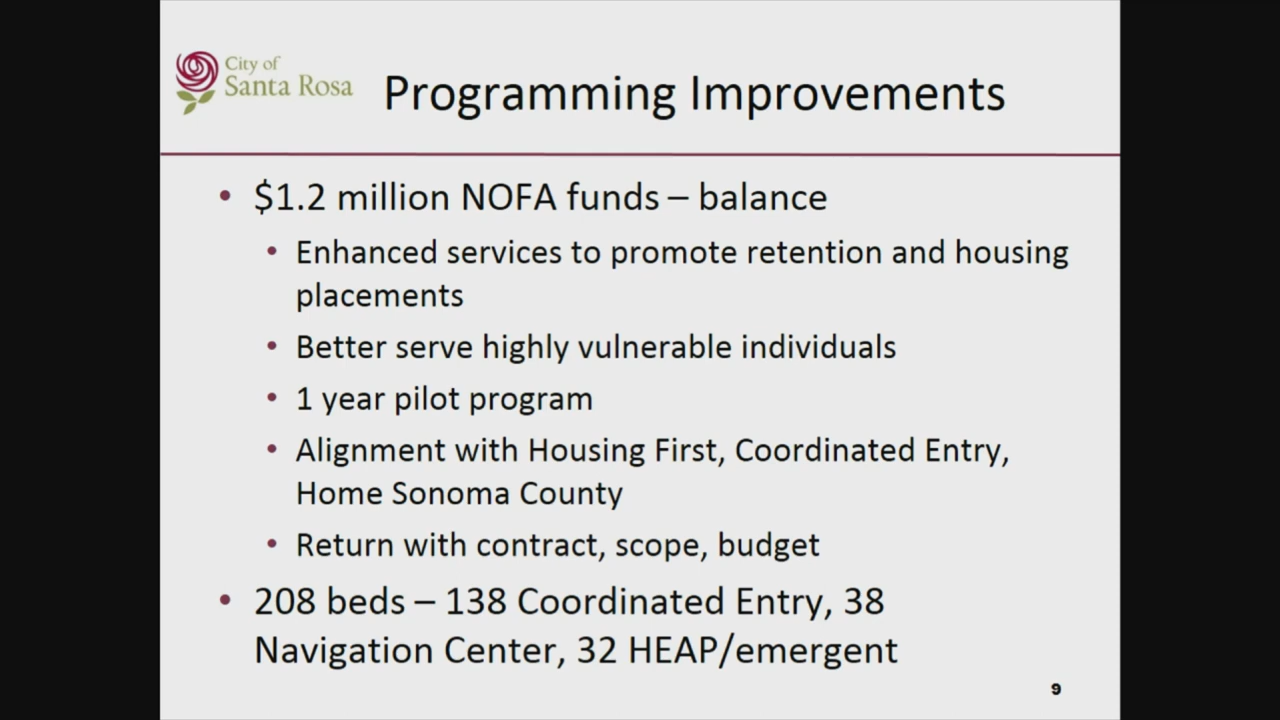 City of
Santa Rosa
Programming Improvements
• $1.2 million NOFA funds – balance
• Enhanced services to promote retention and housing
placements
• Better serve highly vulnerable individuals
• 1 year pilot program
• Alignment with Housing First, Coordinated Entry,
Home Sonoma County
• Return with contract, scope, budget
• 208 beds – 138 Coordinated Entry, 38
Navigation Center, 32 HEAP/emergent
9